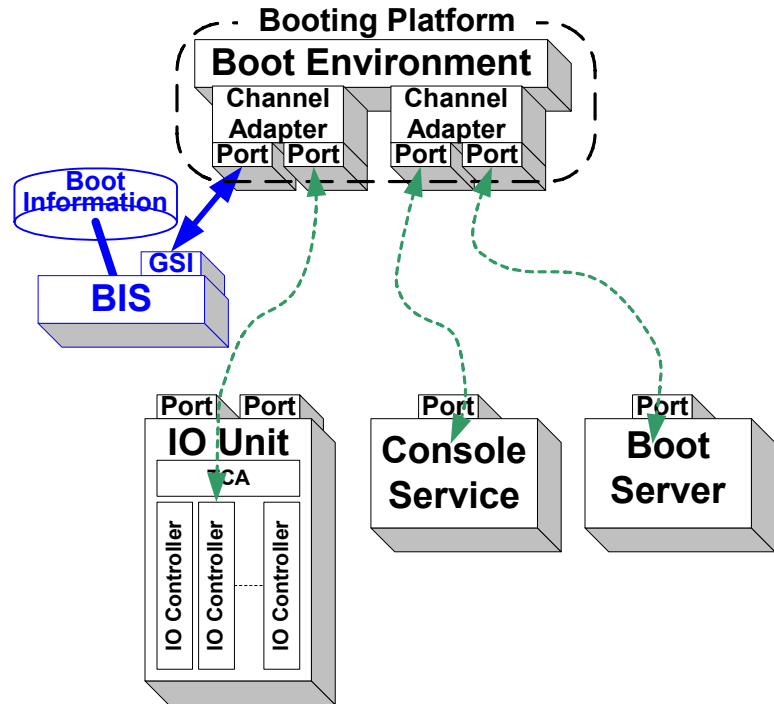 Booting Platform
Boot Environment
Channel
Adapter
Channel
Adapter
Port
Port
Port
Port
Boot
Information
GSI
BIS
Port
Port
IO Unit
TCA
IO Controller
IO Controller
IO Controller
Port
Console
Service
Port
Boot
Server